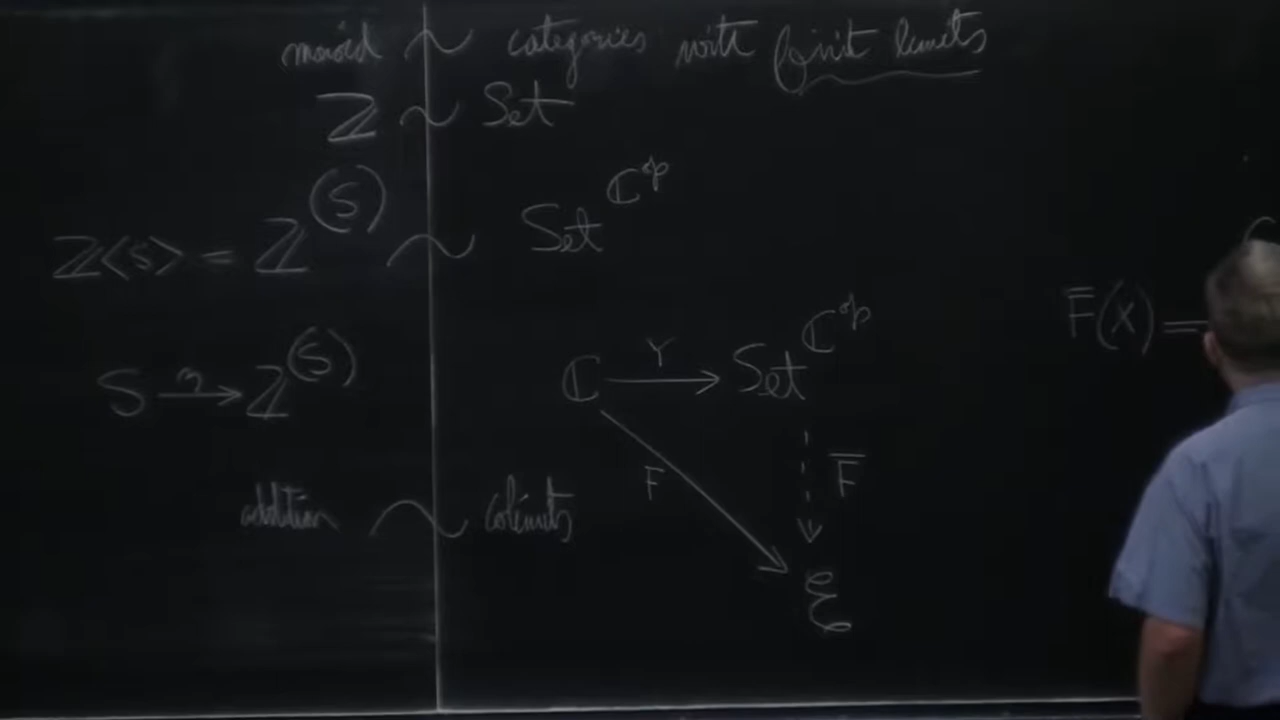 monoid ~ categories with finit limits
ℤ ~ Set
ℤ<S> = ℤ^(S) ~ Set^ℂ^op
S →^η ℤ^(S)
ℂ →^Y Set^ℂ^op
F F̅
F̅(X) =
addition ~ colimits
ℰ